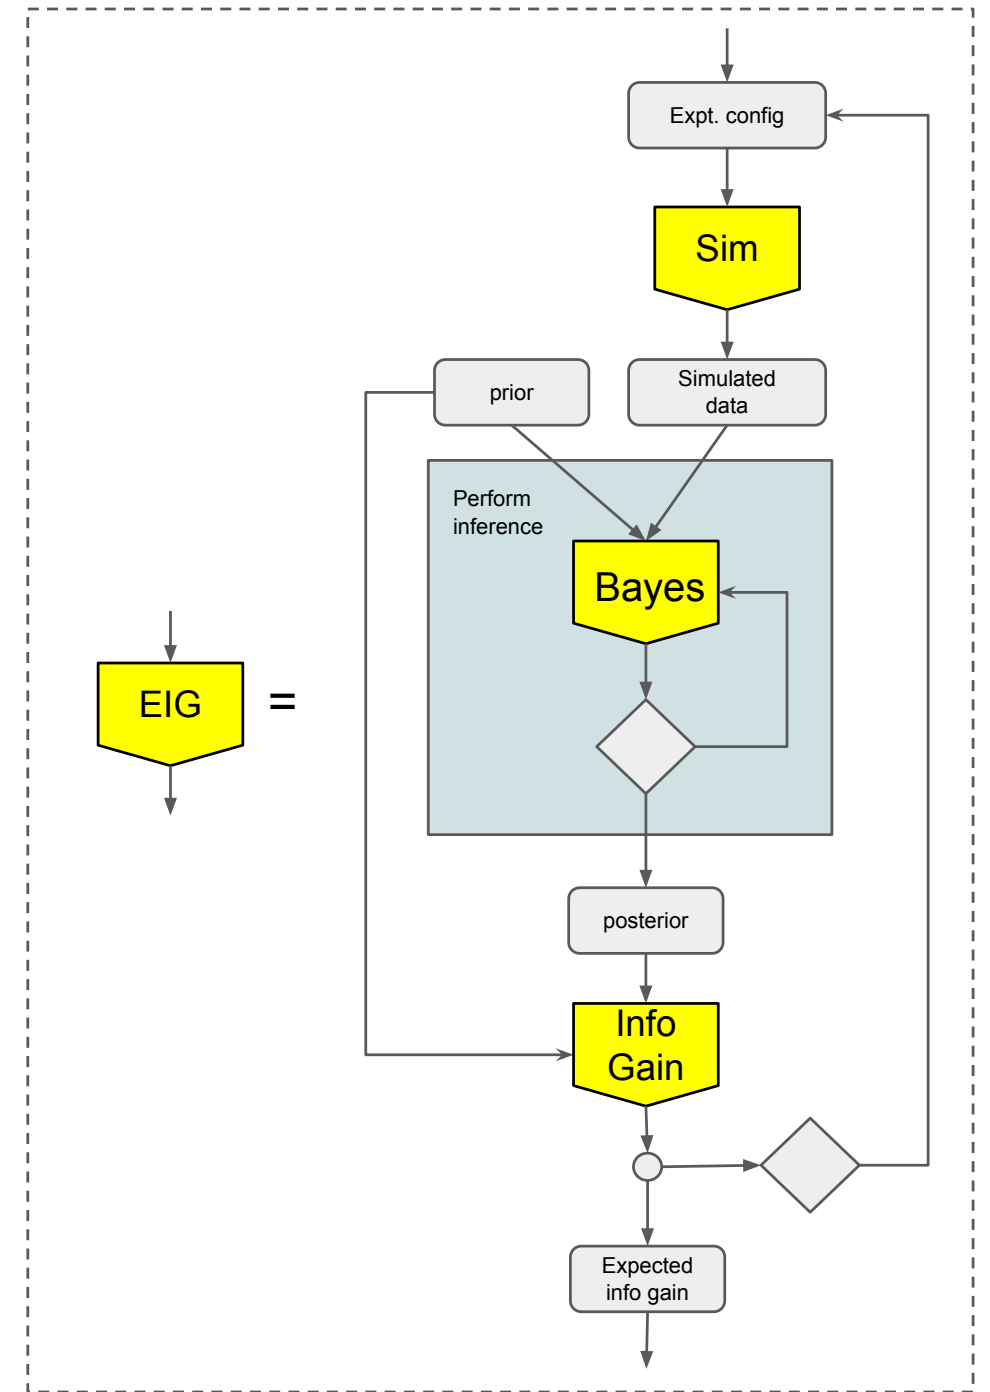 Expt. config
Sim
prior
Simulated
data
Perform
inference
Bayes
EIG
=
posterior
Info
Gain
Expected
info gain